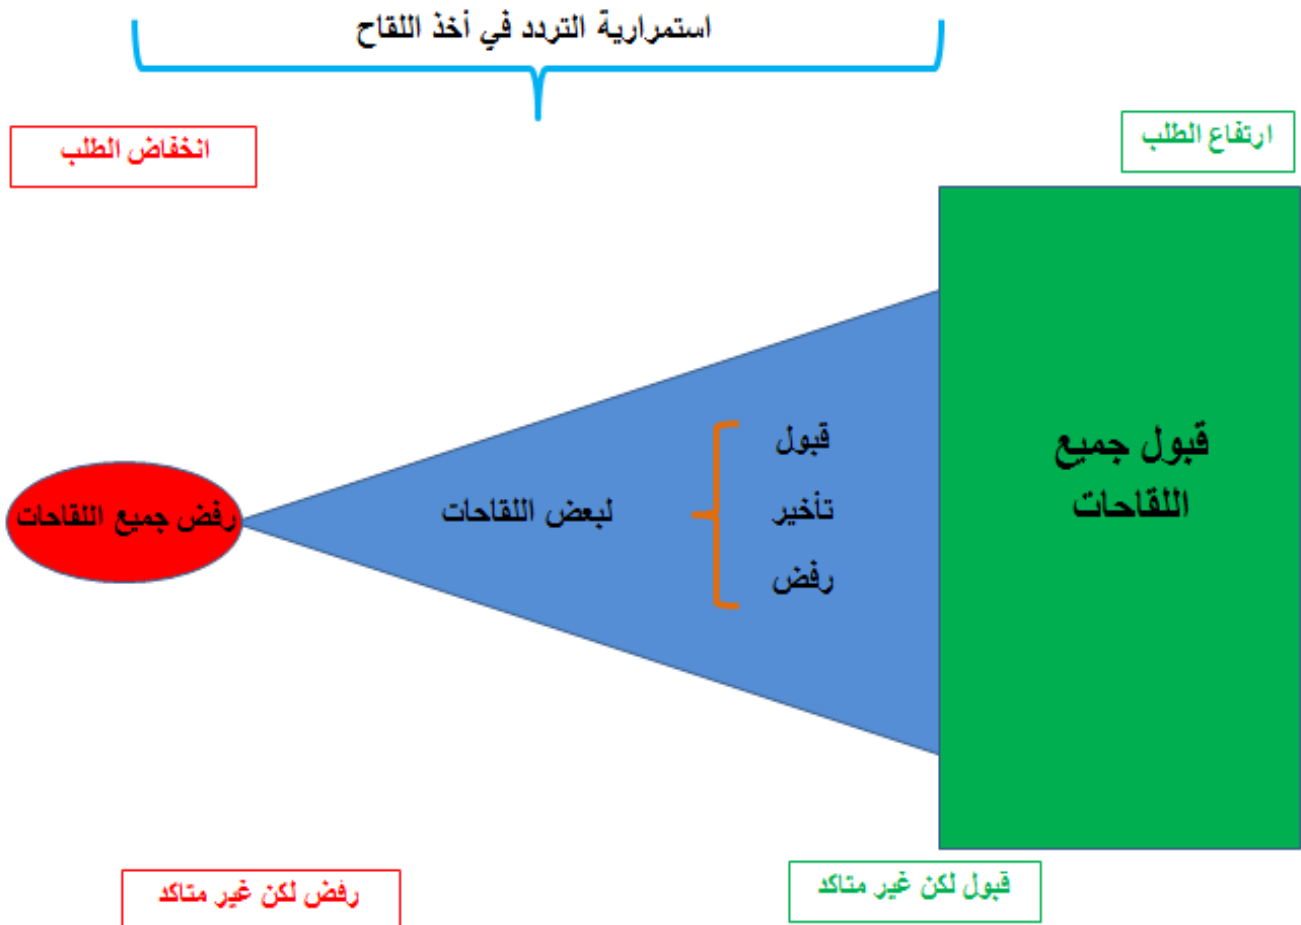 استمرارية التردد في أخذ اللقاح
ارتفاع الطلب
انخفاض الطلب
قبول جميع
اللقاحات
قبول
تأخير
رفض
لبعض اللقاحات
رفض جميع اللقاحات
قبول لكن غير متاكد
رفض لكن غير متاكد